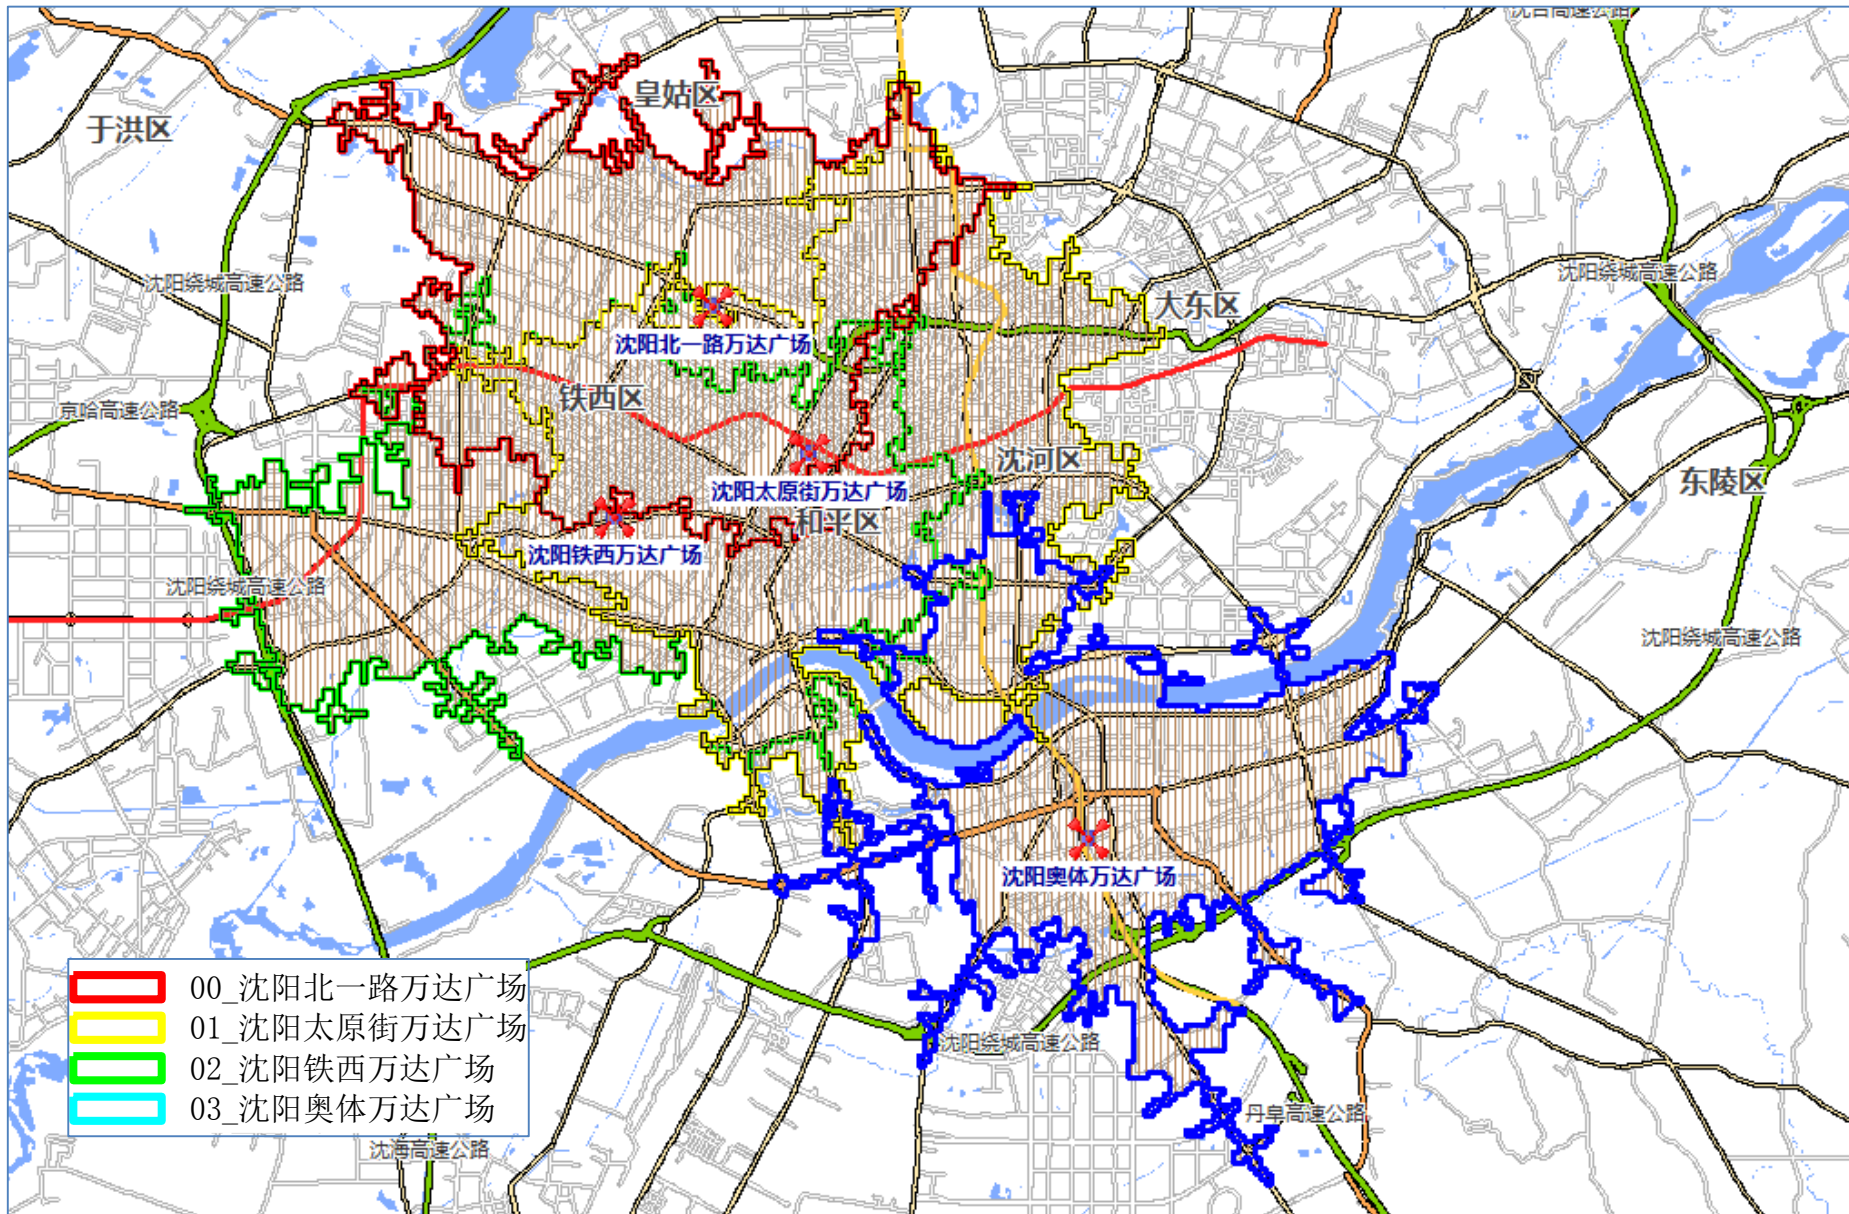 沈吉高速公路
皇姑区
于洪区
沈阳绕城高速公路
沈阳绕城高速公路
大东区
沈阳北一路万达广场
铁西区
京哈高速公路
沈河区
东陵区
沈阳太原街万达广场
和平区
沈阳铁西万达广场
沈阳绕城高速公路
沈阳绕城高速公路
沈阳奥体万达广场
00_沈阳北一路万达广场
01_沈阳太原街万达广场
02_沈阳铁西万达广场
03_沈阳奥体万达广场
沈阳绕城高速公路
丹阜高速公路
沈海高速公路